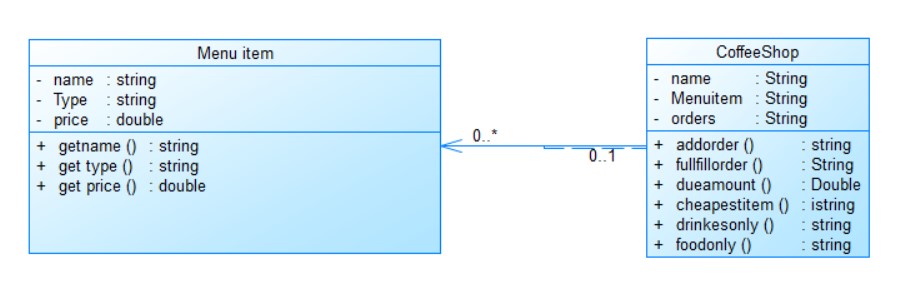 Menu item
- name : string
- Type : string
- price : double
+ getname () : string
+ get type () : string
+ get price () : double
0..*
0..1
CoffeeShop
- name : String
- Menuitem : String
- orders : String
+ addorder () : string
+ fullfillorder () : String
+ dueamount () : Double
+ cheapestitem () : istring
+ drinkesonly () : string
+ foodonly () : string